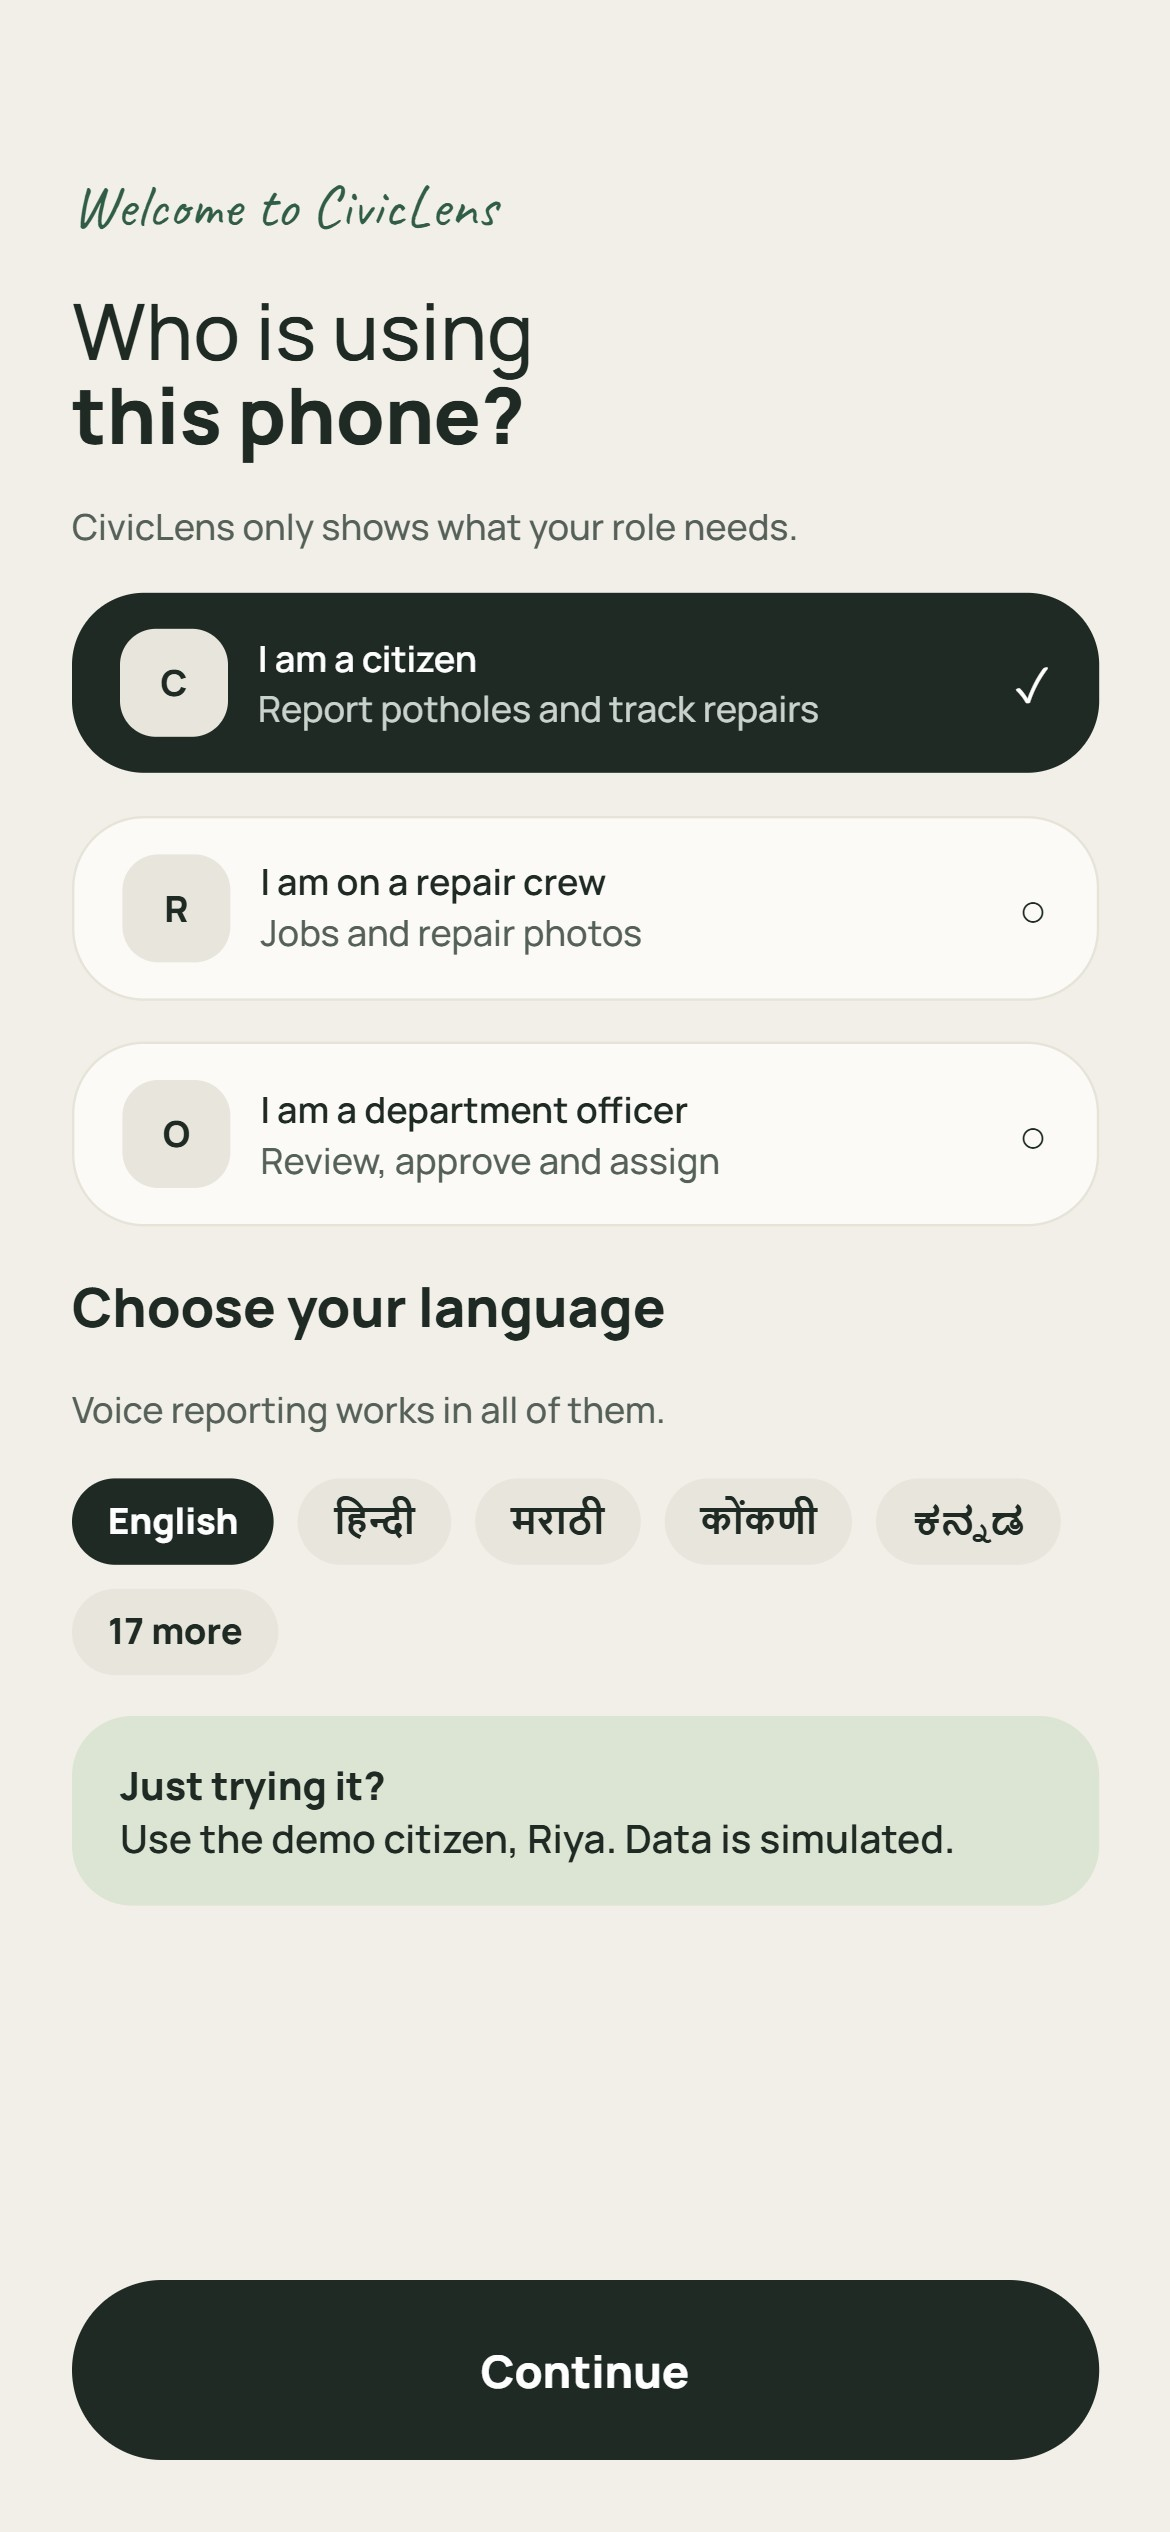 Welcome to CivicLens
Who is using
this phone?
CivicLens only shows what your role needs.
C
I am a citizen
Report potholes and track repairs
✓
R
I am on a repair crew
Jobs and repair photos
○
O
I am a department officer
Review, approve and assign
○
Choose your language
Voice reporting works in all of them.
English हिन्दी मराठी कोंकणी ಕನ್ನಡ
17 more
Just trying it?
Use the demo citizen, Riya. Data is simulated.
Continue